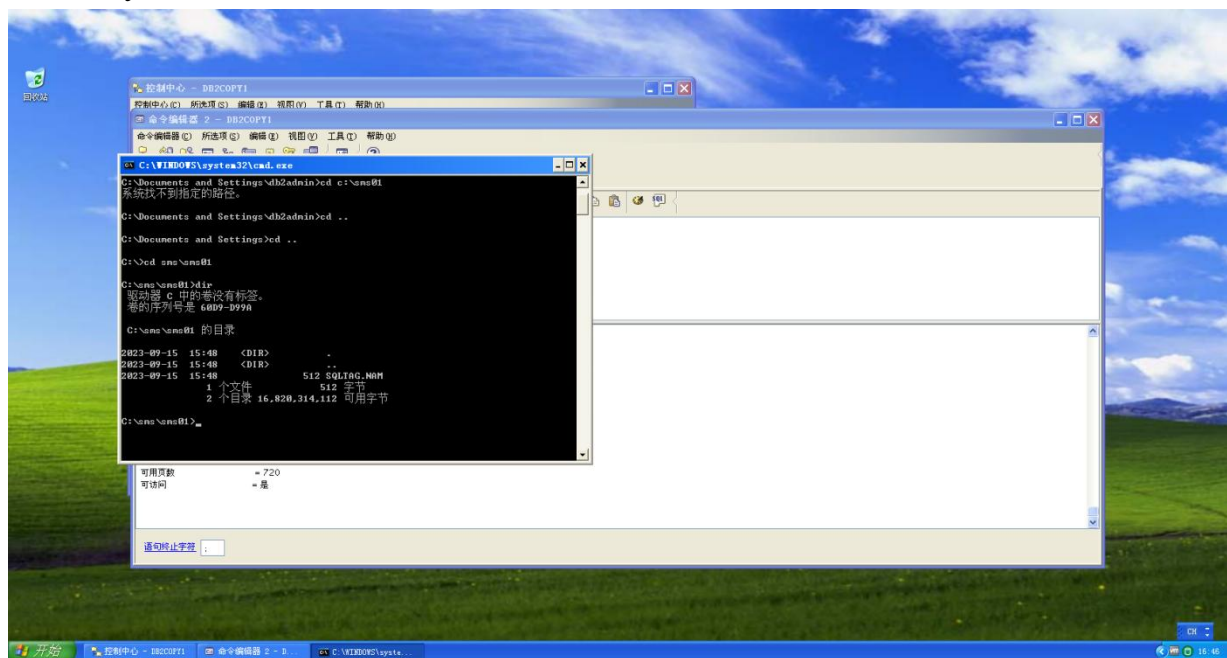 回收站
控制中心 - DB2COPY1
控制中心(C) 所选项(S) 编辑(E) 视图(V) 工具(T) 帮助(H)
命令编辑器 2 - DB2COPY1
命令编辑器(C) 所选项(S) 编辑(E) 视图(V) 工具(T) 帮助(H)
C:\WINDOWS\system32\cmd.exe
C:\Documents and Settings\db2admin>cd c:\sms01
系统找不到指定的路径。
C:\Documents and Settings\db2admin>cd ..
C:\Documents and Settings>cd ..
C:\>cd sms\sms01
C:\sms\sms01>dir
驱动器 C 中的卷没有标签。
卷的序列号是 60D9-D99A
C:\sms\sms01 的目录
2023-09-15 15:48 <DIR> .
2023-09-15 15:48 <DIR> ..
2023-09-15 15:48 512 SQLTAG.NAM
1 个文件 512 字节
2 个目录 16,820,314,112 可用字节
C:\sms\sms01>_
可用页数 = 720
可访问 = 是
语句终止字符 ;
开始
控制中心 - DB2COPY1
命令编辑器 2 - D...
C:\WINDOWS\syste...
CH
16:46